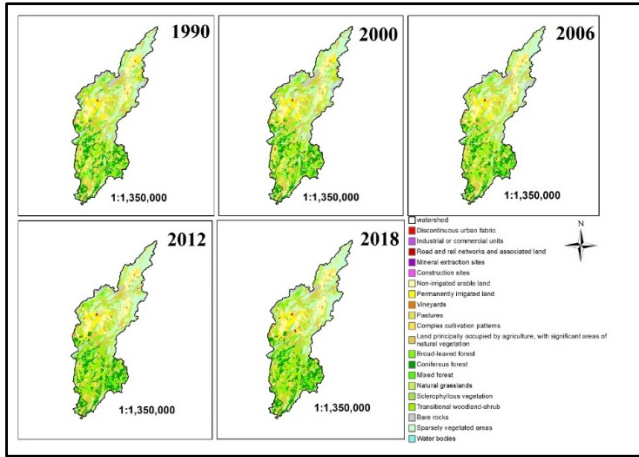 1990
2000
2006
1:1,350,000
1:1,350,000
1:1,350,000
2012
2018
1:1,350,000
1:1,350,000
N
watershed
Discontinuous urban fabric
Industrial or commercial units
Road and rail networks and associated land
Mineral extraction sites
Construction sites
Non-irrigated arable land
Permanently irrigated land
Vineyards
Pastures
Complex cultivation patterns
Land principally occupied by agriculture, with significant areas of
natural vegetation
Broad-leaved forest
Coniferous forest
Mixed forest
Natural grasslands
Sclerophyllous vegetation
Transitional woodland-shrub
Bare rocks
Sparsely vegetated areas
Water bodies